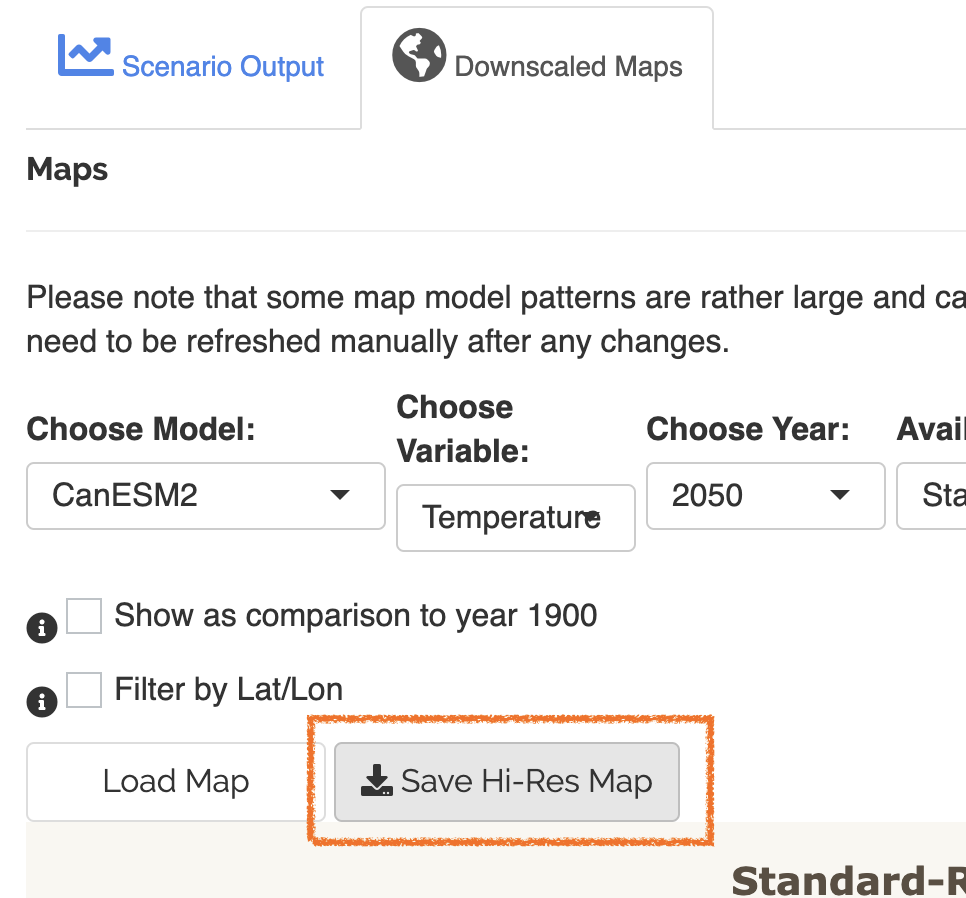 Scenario Output
Downscaled Maps
Maps
Please note that some map model patterns are rather large and ca
need to be refreshed manually after any changes.
Choose Model:
Choose
Variable:
Choose Year:
Avail
CanESM2
Temperature
2050
Sta
Show as comparison to year 1900
Filter by Lat/Lon
Load Map
Save Hi-Res Map
Standard-R